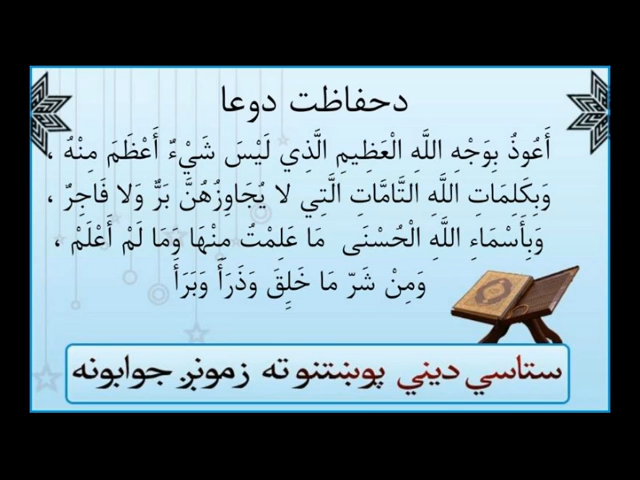 دحفاظت دوعا
أَعُوذُ بِوَجْهِ اللَّهِ الْعَظِيمِ الَّذِي لَيْسَ شَيْءٌ أَعْظَمَ مِنْهُ ،
وَبِكَلِمَاتِ اللَّهِ التَّامَّاتِ الَّتِي لا يُجَاوِزُهُنَّ بَرٌّ وَلا فَاجِرٌ ،
وَبِأَسْمَاءِ اللَّهِ الْحُسْنَى مَا عَلِمْتُ مِنْهَا وَمَا لَمْ أَعْلَمْ ،
وَمِنْ شَرِّ مَا خَلِقَ وَذَرَأَ وَبَرَأَ
ستاسي ديني پوښتنو ته زمونږ جوابونه